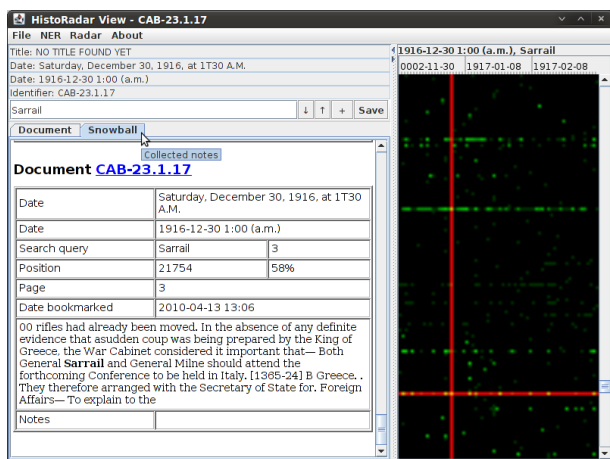 HistoRadar View - CAB-23.1.17
File NER Radar About
Title: NO TITLE FOUND YET
Date: Saturday, December 30, 1916, at 1T30 A.M.
Date: 1916-12-30 1:00 (a.m.)
Identifier: CAB-23.1.17
Sarrail ↓ ↑ + Save
Document Snowball
Collected notes
Document CAB-23.1.17
Date Saturday, December 30, 1916, at 1T30
A.M.
Date 1916-12-30 1:00 (a.m.)
Search query Sarrail 3
Position 21754 58%
Page 3
Date bookmarked 2010-04-13 13:06
00 rifles had already been moved. In the absence of any definite
evidence that asudden coup was being prepared by the King of
Greece, the War Cabinet considered it important that— Both
General Sarrail and General Milne should attend the
forthcoming Conference to be held in Italy. [1365-24] B Greece. .
They therefore arranged with the Secretary of State for. Foreign
Affairs— To explain to the
Notes
1916-12-30 1:00 (a.m.), Sarrail
0002-11-30 1917-01-08 1917-02-08